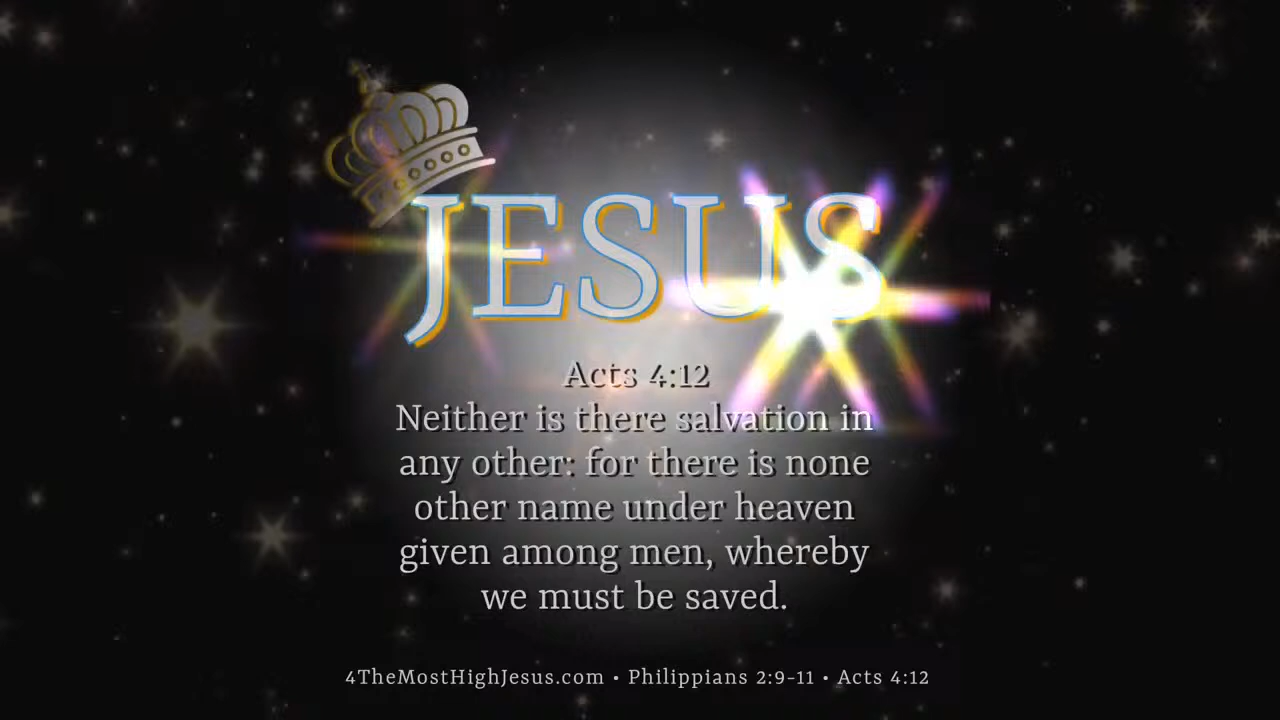 JESUS
Acts 4:12
Neither is there salvation in
any other: for there is none
other name under heaven
given among men, whereby
we must be saved.
4TheMostHighJesus.com • Philippians 2:9-11 • Acts 4:12